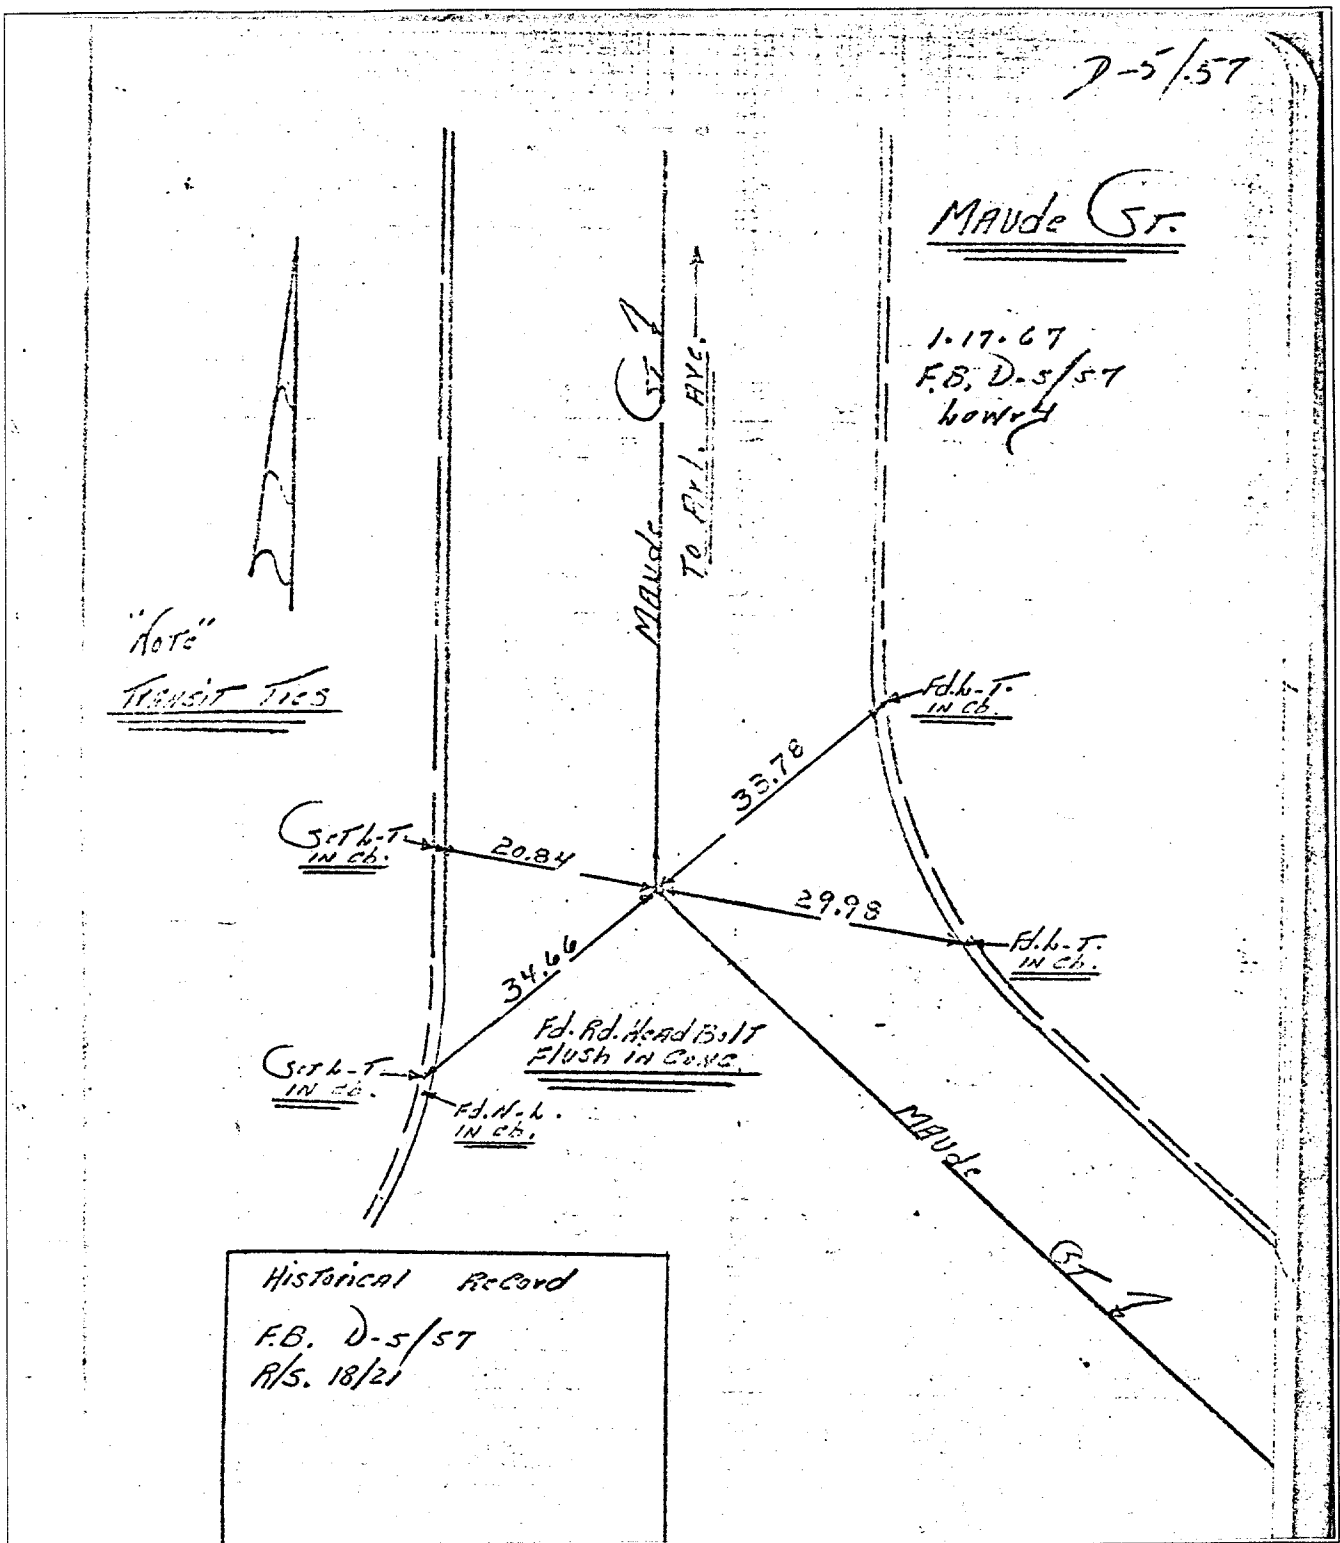 D-5/57
Maude St.
1-17-67
F.B. D-5/57
Lowry
Maude St
To Arl. Ave.
"Note"
Transit Ties
Fd. L-T.
in cb.
33.78
Set L-T.
in cb.
20.84
29.98
Fd. L-T.
in cb.
34.66
Fd. Rd. Head Bolt
Flush in Conc.
Set L-T.
in cb.
Fd. N-L.
in cb.
Maude St
Historical Record
F.B. D-5/57
R/S. 18/21